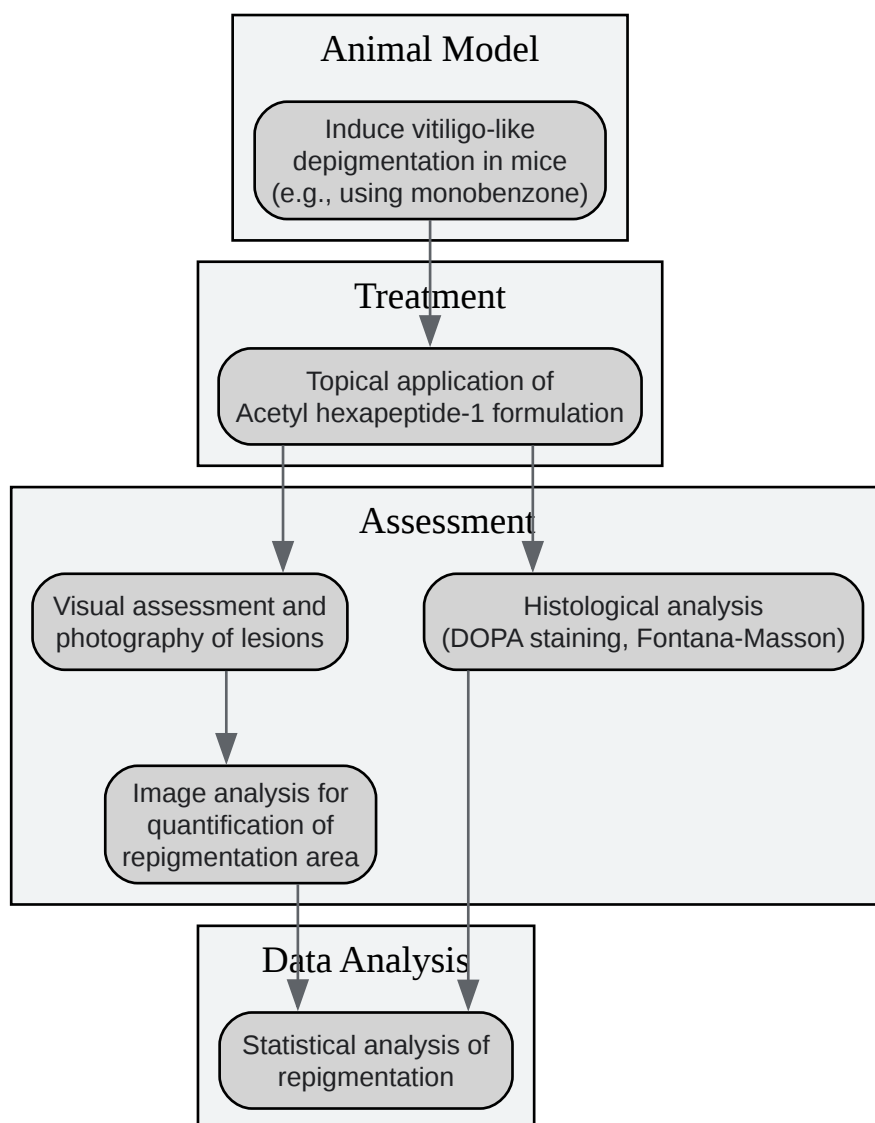 Animal Model
Induce vitiligo-like
depigmentation in mice
(e.g., using monobenzone)
Treatment
Topical application of
Acetyl hexapeptide-1 formulation
Assessment
Visual assessment and
photography of lesions
Histological analysis
(DOPA staining, Fontana-Masson)
Image analysis for
quantification of
repigmentation area
Data Analysis
Statistical analysis of
repigmentation